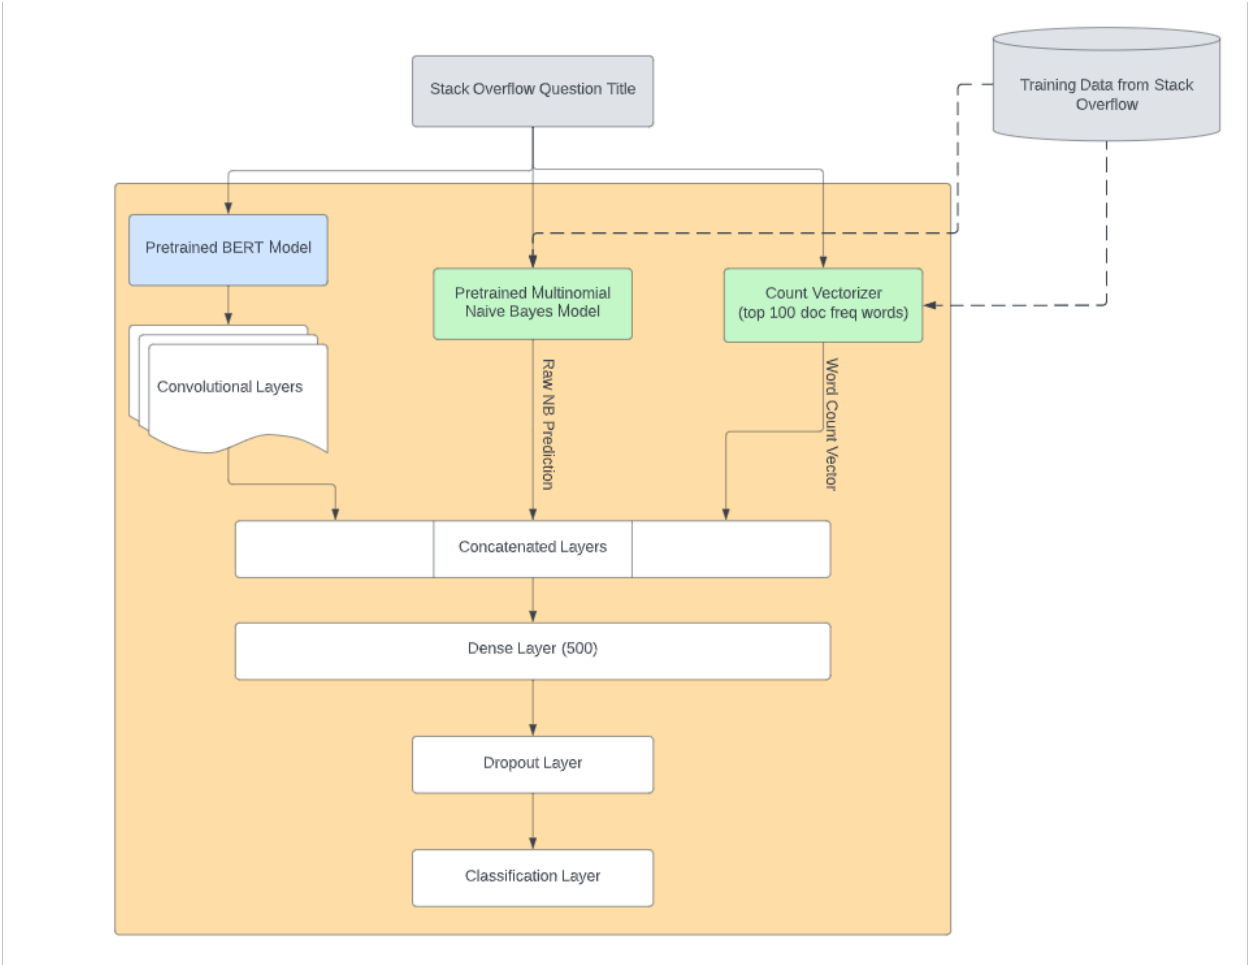 Stack Overflow Question Title
Training Data from Stack
Overflow
Pretrained BERT Model
Pretrained Multinomial
Naive Bayes Model
Count Vectorizer
(top 100 doc freq words)
Convolutional Layers
Raw NB Prediction
Word Count Vector
Concatenated Layers
Dense Layer (500)
Dropout Layer
Classification Layer